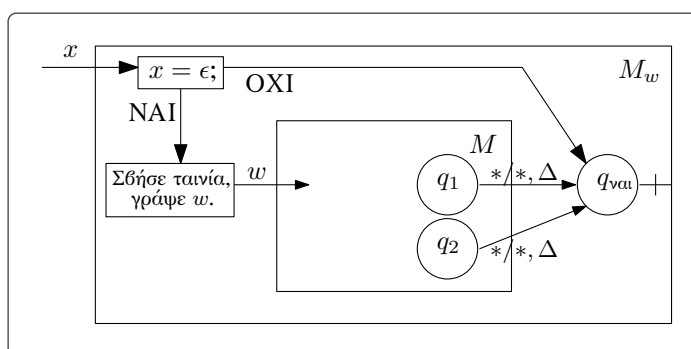 x
x = ϵ;
ΟΧΙ
M_w
ΝΑΙ
M
Σβήσε ταινία,
γράψε w.
w
q_1
∗/∗, Δ
q_ναι
q_2
∗/∗, Δ